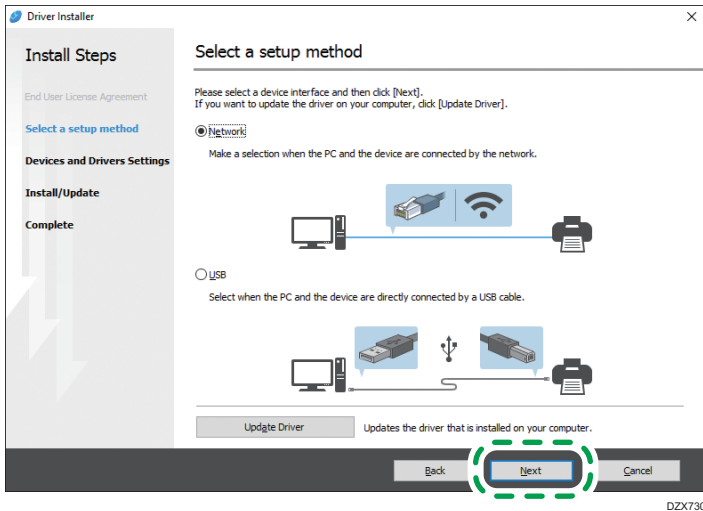 Driver Installer
Install Steps
End User License Agreement
Select a setup method
Devices and Drivers Settings
Install/Update
Complete
Select a setup method
Please select a device interface and then click [Next].
If you want to update the driver on your computer, click [Update Driver].
Network
Make a selection when the PC and the device are connected by the network.
USB
Select when the PC and the device are directly connected by a USB cable.
Update Driver
Updates the driver that is installed on your computer.
Back
Next
Cancel
DZX730